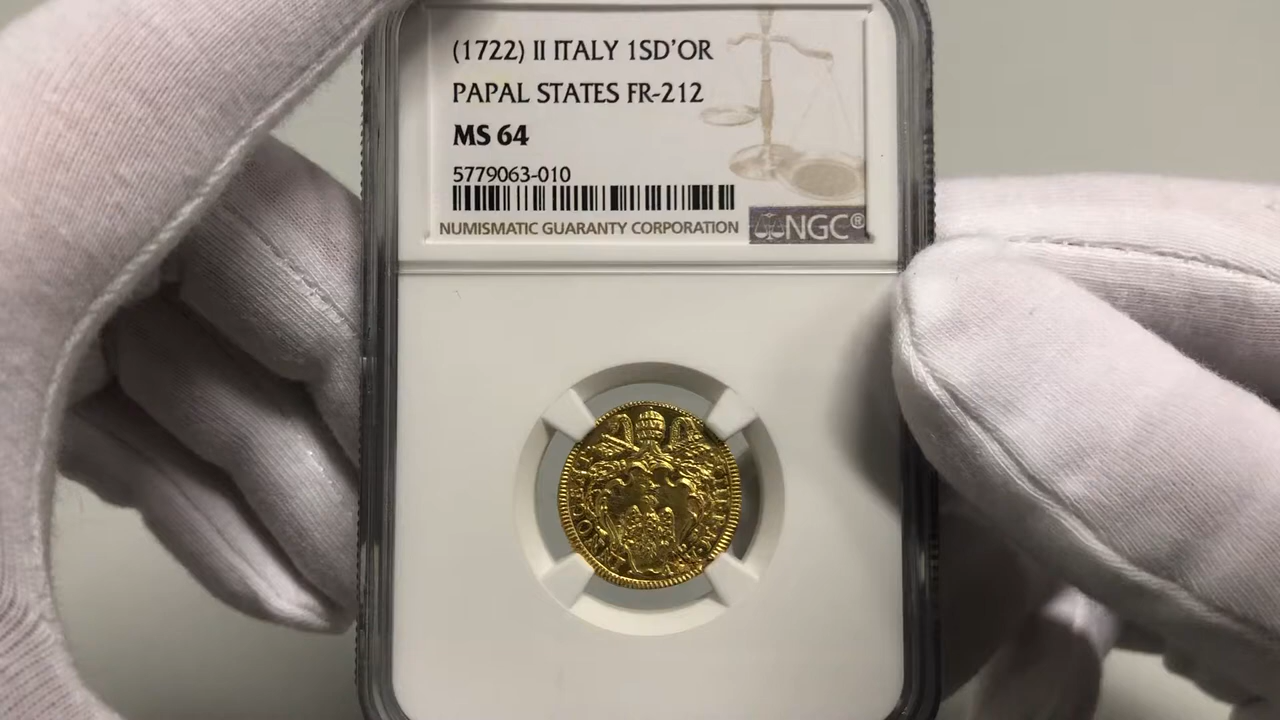 (1722) II ITALY 1SD'OR
PAPAL STATES FR-212
MS 64
5779063-010
NUMISMATIC GUARANTY CORPORATION
NGC®